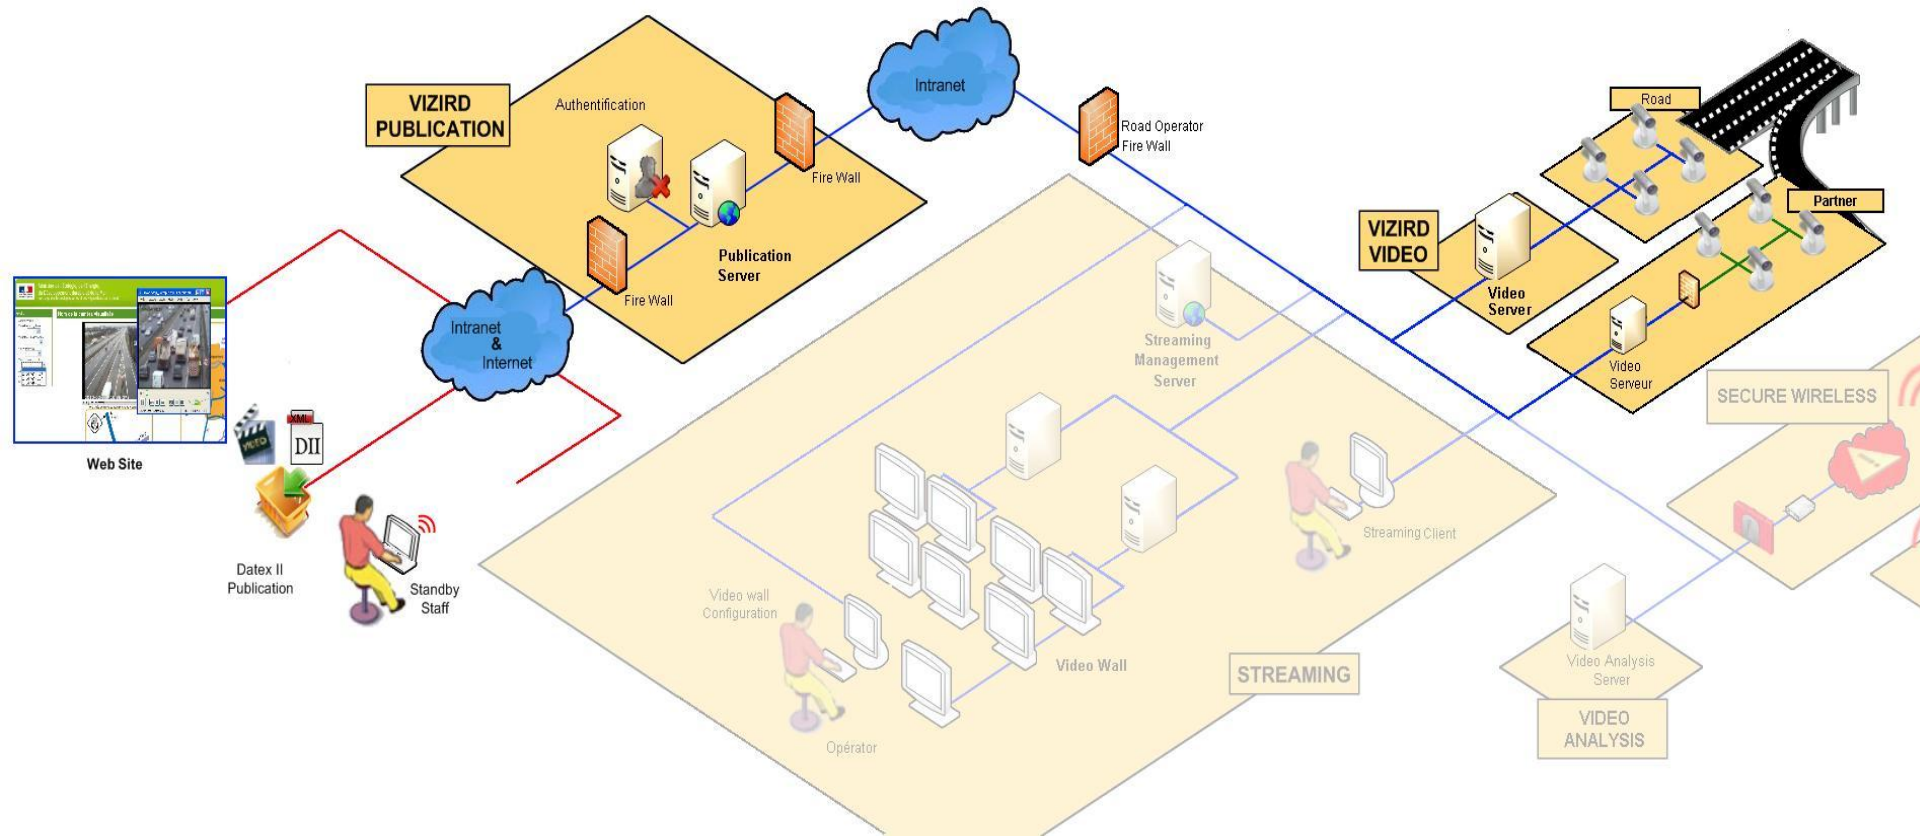 VIZIRD
PUBLICATION
Authentification
Fire Wall
Publication
Server
Fire Wall
Intranet
Road Operator
Fire Wall
Road
Partner
VIZIRD
VIDEO
Video
Server
Video
Serveur
SECURE WIRELESS
Intranet
&
Internet
Web Site
XML
DII
Datex II
Publication
Standby
Staff
Streaming
Management
Server
Streaming Client
Video wall
Configuration
Video Wall
Opérator
STREAMING
Video Analysis
Server
VIDEO
ANALYSIS